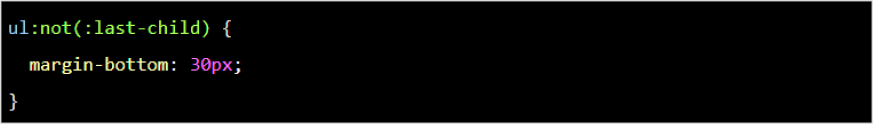 ul:not(:last-child) {
  margin-bottom: 30px;
}